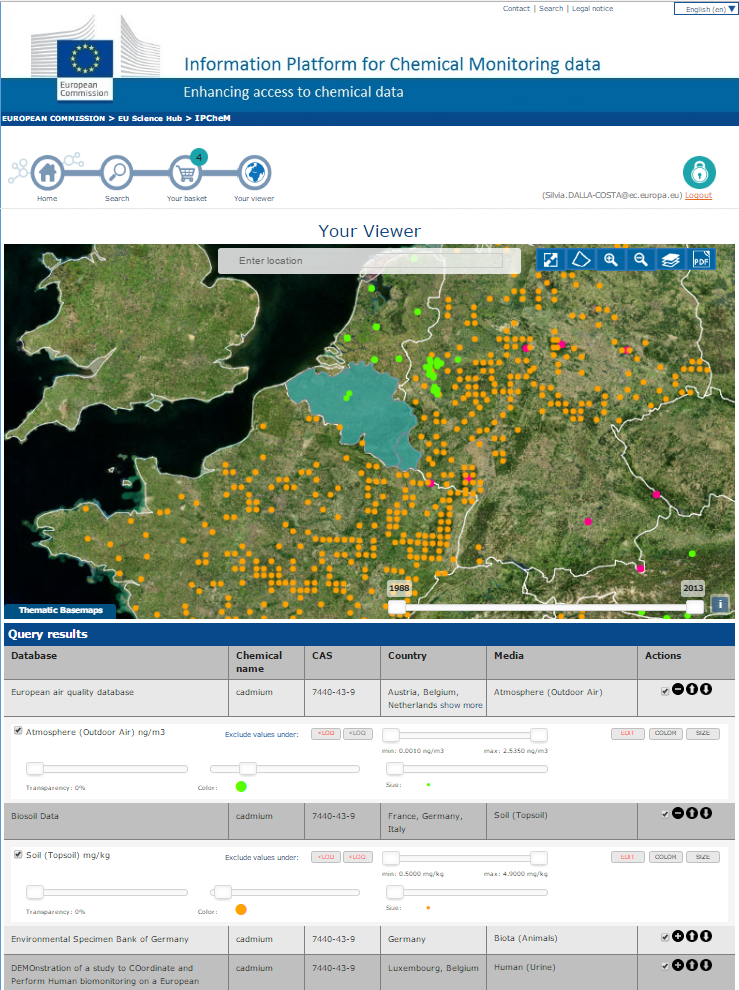 Contact | Search | Legal notice
English (en)
European
Commission
Information Platform for Chemical Monitoring data
Enhancing access to chemical data
EUROPEAN COMMISSION > EU Science Hub > IPCheM
4
Home
Search
Your basket
Your viewer
(Silvia.DALLA-COSTA@ec.europa.eu) Logout
Your Viewer
Enter location
PDF
1988
2013
Thematic Basemaps
i
Query results
Database
Chemical name
CAS
Country
Media
Actions
European air quality database
cadmium
7440-43-9
Austria, Belgium,
Netherlands show more
Atmosphere (Outdoor Air)
Atmosphere (Outdoor Air) ng/m3
Exclude values under:
<LOD
<LOQ
EDIT
COLOR
SIZE
min: 0.0010 ng/m3
max: 2.5350 ng/m3
Transparency: 0%
Color:
Size:
Biosoil Data
cadmium
7440-43-9
France, Germany,
Italy
Soil (Topsoil)
Soil (Topsoil) mg/kg
Exclude values under:
<LOD
<LOQ
EDIT
COLOR
SIZE
min: 0.5000 mg/kg
max: 4.9000 mg/kg
Transparency: 0%
Color:
Size:
Environmental Specimen Bank of Germany
cadmium
7440-43-9
Germany
Biota (Animals)
DEMOnstration of a study to COordinate and
Perform Human biomonitoring on a European
cadmium
7440-43-9
Luxembourg, Belgium
Human (Urine)